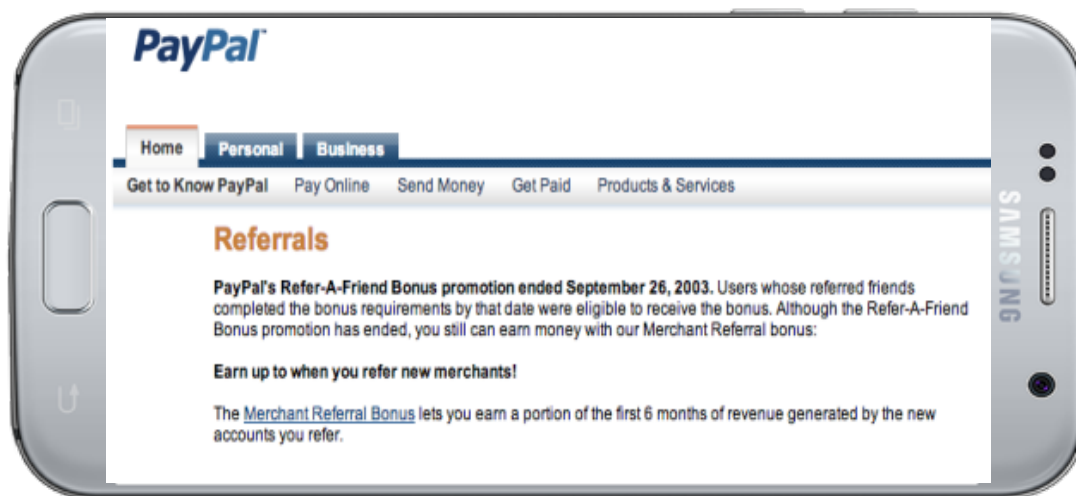 PayPal
Home Personal Business
Get to Know PayPal Pay Online Send Money Get Paid Products & Services
Referrals
PayPal's Refer-A-Friend Bonus promotion ended September 26, 2003. Users whose referred friends
completed the bonus requirements by that date were eligible to receive the bonus. Although the Refer-A-Friend
Bonus promotion has ended, you still can earn money with our Merchant Referral bonus:
Earn up to when you refer new merchants!
The Merchant Referral Bonus lets you earn a portion of the first 6 months of revenue generated by the new
accounts you refer.
SAMSUNG